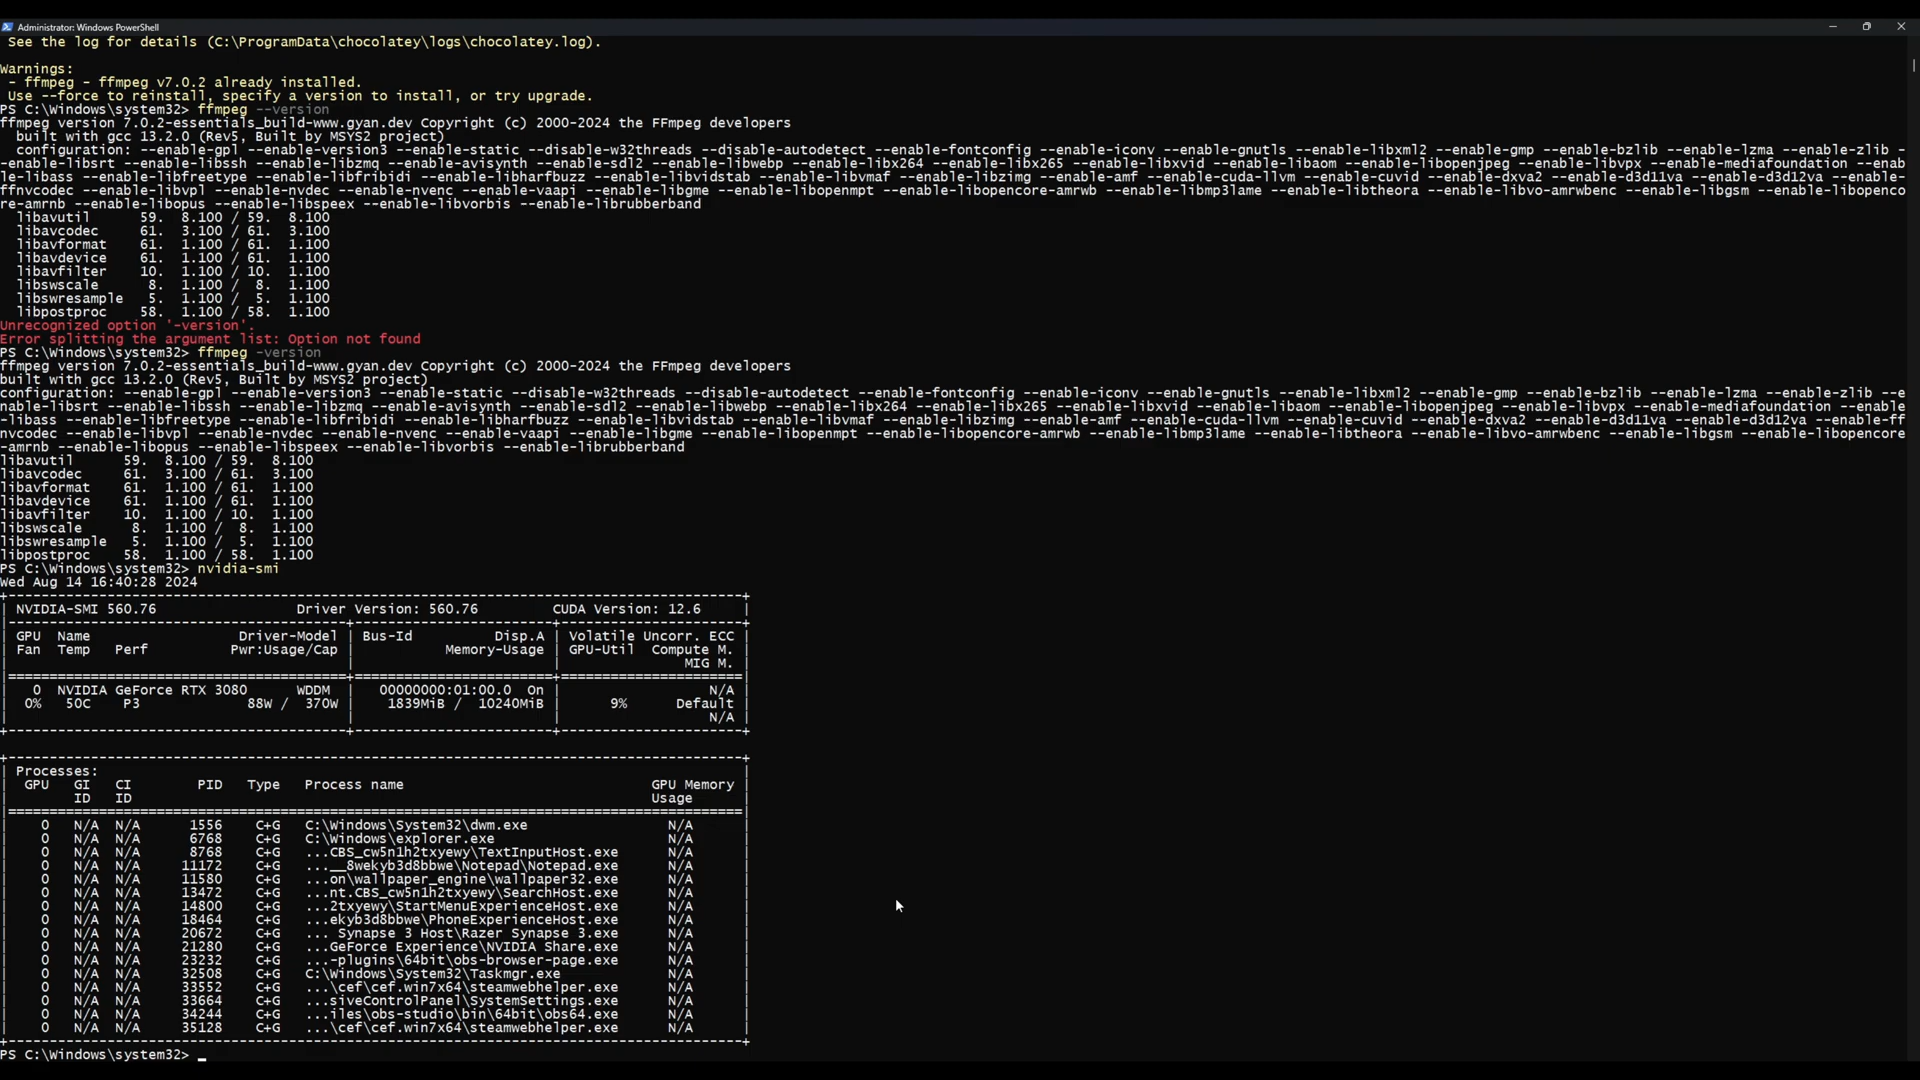 Administrator: Windows PowerShell
See the log for details (C:\ProgramData\chocolatey\logs\chocolatey.log).
Warnings:
- ffmpeg - ffmpeg v7.0.2 already installed.
Use --force to reinstall, specify a version to install, or try upgrade.
PS C:\Windows\system32> ffmpeg --version
ffmpeg version 7.0.2-essentials_build-www.gyan.dev Copyright (c) 2000-2024 the FFmpeg developers
built with gcc 13.2.0 (Rev5, Built by MSYS2 project)
configuration: --enable-gpl --enable-version3 --enable-static --disable-w32threads --disable-autodetect --enable-fontconfig --enable-iconv --enable-gnutls --enable-libxml2 --enable-gmp --enable-bzlib --enable-lzma --enable-zlib -
-enable-libsrt --enable-libssh --enable-libzmq --enable-avisynth --enable-sdl2 --enable-libwebp --enable-libx264 --enable-libx265 --enable-libxvid --enable-libaom --enable-libopenjpeg --enable-libvpx --enable-mediafoundation --enab
le-libass --enable-libfreetype --enable-libfribidi --enable-libharfbuzz --enable-libvidstab --enable-libvmaf --enable-libzimg --enable-amf --enable-cuda-llvm --enable-cuvid --enable-dxva2 --enable-d3d11va --enable-d3d12va --enable-
ffnvcodec --enable-libvpl --enable-nvdec --enable-nvenc --enable-vaapi --enable-libgme --enable-libopenmpt --enable-libopencore-amrwb --enable-libmp3lame --enable-libtheora --enable-libvo-amrwbenc --enable-libgsm --enable-libopenco
re-amrnb --enable-libopus --enable-libspeex --enable-libvorbis --enable-librubberband
libavutil 59. 8.100 / 59. 8.100
libavcodec 61. 3.100 / 61. 3.100
libavformat 61. 1.100 / 61. 1.100
libavdevice 61. 1.100 / 61. 1.100
libavfilter 10. 1.100 / 10. 1.100
libswscale 8. 1.100 / 8. 1.100
libswresample 5. 1.100 / 5. 1.100
libpostproc 58. 1.100 / 58. 1.100
Unrecognized option '-version'.
Error splitting the argument list: Option not found
PS C:\Windows\system32> ffmpeg -version
ffmpeg version 7.0.2-essentials_build-www.gyan.dev Copyright (c) 2000-2024 the FFmpeg developers
built with gcc 13.2.0 (Rev5, Built by MSYS2 project)
configuration: --enable-gpl --enable-version3 --enable-static --disable-w32threads --disable-autodetect --enable-fontconfig --enable-iconv --enable-gnutls --enable-libxml2 --enable-gmp --enable-bzlib --enable-lzma --enable-zlib --e
nable-libsrt --enable-libssh --enable-libzmq --enable-avisynth --enable-sdl2 --enable-libwebp --enable-libx264 --enable-libx265 --enable-libxvid --enable-libaom --enable-libopenjpeg --enable-libvpx --enable-mediafoundation --enable
-libass --enable-libfreetype --enable-libfribidi --enable-libharfbuzz --enable-libvidstab --enable-libvmaf --enable-libzimg --enable-amf --enable-cuda-llvm --enable-cuvid --enable-dxva2 --enable-d3d11va --enable-d3d12va --enable-ff
nvcodec --enable-libvpl --enable-nvdec --enable-nvenc --enable-vaapi --enable-libgme --enable-libopenmpt --enable-libopencore-amrwb --enable-libmp3lame --enable-libtheora --enable-libvo-amrwbenc --enable-libgsm --enable-libopencore
-amrnb --enable-libopus --enable-libspeex --enable-libvorbis --enable-librubberband
libavutil 59. 8.100 / 59. 8.100
libavcodec 61. 3.100 / 61. 3.100
libavformat 61. 1.100 / 61. 1.100
libavdevice 61. 1.100 / 61. 1.100
libavfilter 10. 1.100 / 10. 1.100
libswscale 8. 1.100 / 8. 1.100
libswresample 5. 1.100 / 5. 1.100
libpostproc 58. 1.100 / 58. 1.100
PS C:\Windows\system32> nvidia-smi
Wed Aug 14 16:40:28 2024
NVIDIA-SMI 560.76 Driver Version: 560.76 CUDA Version: 12.6
GPU Name Driver-Model | Bus-Id Disp.A | Volatile Uncorr. ECC
Fan Temp Perf Pwr:Usage/Cap | Memory-Usage | GPU-Util Compute M.
MIG M.
0 NVIDIA GeForce RTX 3080 WDDM | 00000000:01:00.0 On | N/A
0% 50C P3 88W / 370W | 1839MiB / 10240MiB | 9% Default
N/A
Processes:
GPU GI CI PID Type Process name GPU Memory
ID ID Usage
0 N/A N/A 1556 C+G C:\Windows\System32\dwm.exe N/A
0 N/A N/A 6768 C+G C:\Windows\explorer.exe N/A
0 N/A N/A 8768 C+G ...CBS_cw5n1h2txyewy\TextInputHost.exe N/A
0 N/A N/A 11172 C+G ...__8wekyb3d8bbwe\Notepad\Notepad.exe N/A
0 N/A N/A 11580 C+G ...on\wallpaper_engine\wallpaper32.exe N/A
0 N/A N/A 13472 C+G ...nt.CBS_cw5n1h2txyewy\SearchHost.exe N/A
0 N/A N/A 14800 C+G ...2txyewy\StartMenuExperienceHost.exe N/A
0 N/A N/A 18464 C+G ...ekyb3d8bbwe\PhoneExperienceHost.exe N/A
0 N/A N/A 20672 C+G ... Synapse 3 Host\Razer Synapse 3.exe N/A
0 N/A N/A 21280 C+G ...GeForce Experience\NVIDIA Share.exe N/A
0 N/A N/A 23232 C+G ...-plugins\64bit\obs-browser-page.exe N/A
0 N/A N/A 32508 C+G C:\Windows\System32\Taskmgr.exe N/A
0 N/A N/A 33552 C+G ...\cef\cef.win7x64\steamwebhelper.exe N/A
0 N/A N/A 33664 C+G ...siveControlPanel\SystemSettings.exe N/A
0 N/A N/A 34244 C+G ...iles\obs-studio\bin\64bit\obs64.exe N/A
0 N/A N/A 35128 C+G ...\cef\cef.win7x64\steamwebhelper.exe N/A
PS C:\Windows\system32> _